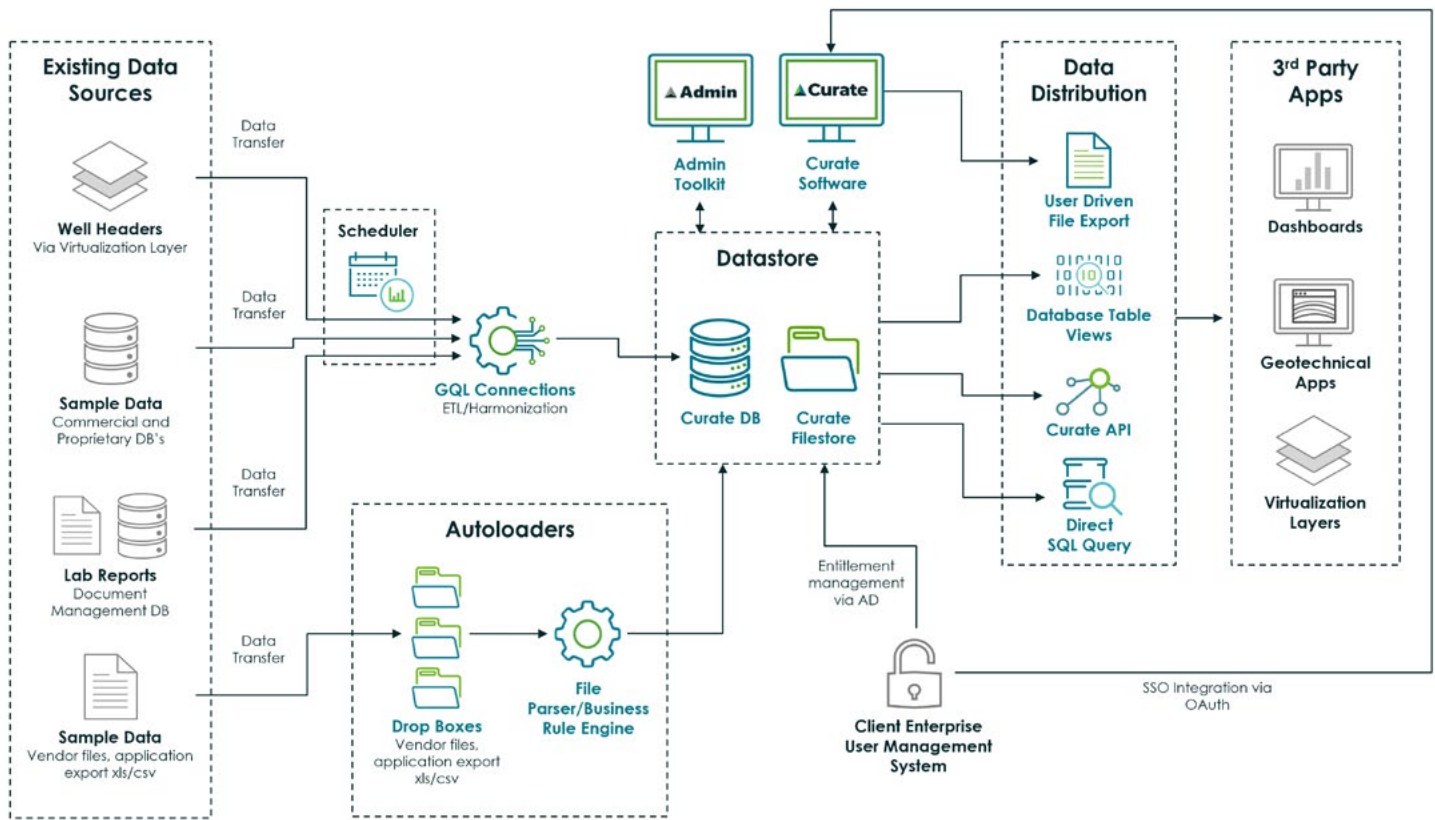 Existing Data
Sources
Well Headers
Via Virtualization Layer
Sample Data
Commercial and
Proprietary DB's
Lab Reports
Document
Management DB
Sample Data
Vendor files, application
export xls/csv
Data
Transfer
Data
Transfer
Data
Transfer
Data
Transfer
Scheduler
GQL Connections
ETL/Harmonization
Autoloaders
Drop Boxes
Vendor files,
application export
xls/csv
File
Parser/Business
Rule Engine
Admin
Admin
Toolkit
Curate
Curate
Software
Datastore
Curate DB
Curate
Filestore
Entitlement
management
via AD
Client Enterprise
User Management
System
SSO Integration via
OAuth
Data
Distribution
User Driven
File Export
10
Database Table
Views
Curate API
Direct
SQL Query
3rd Party
Apps
Dashboards
Geotechnical
Apps
Virtualization
Layers